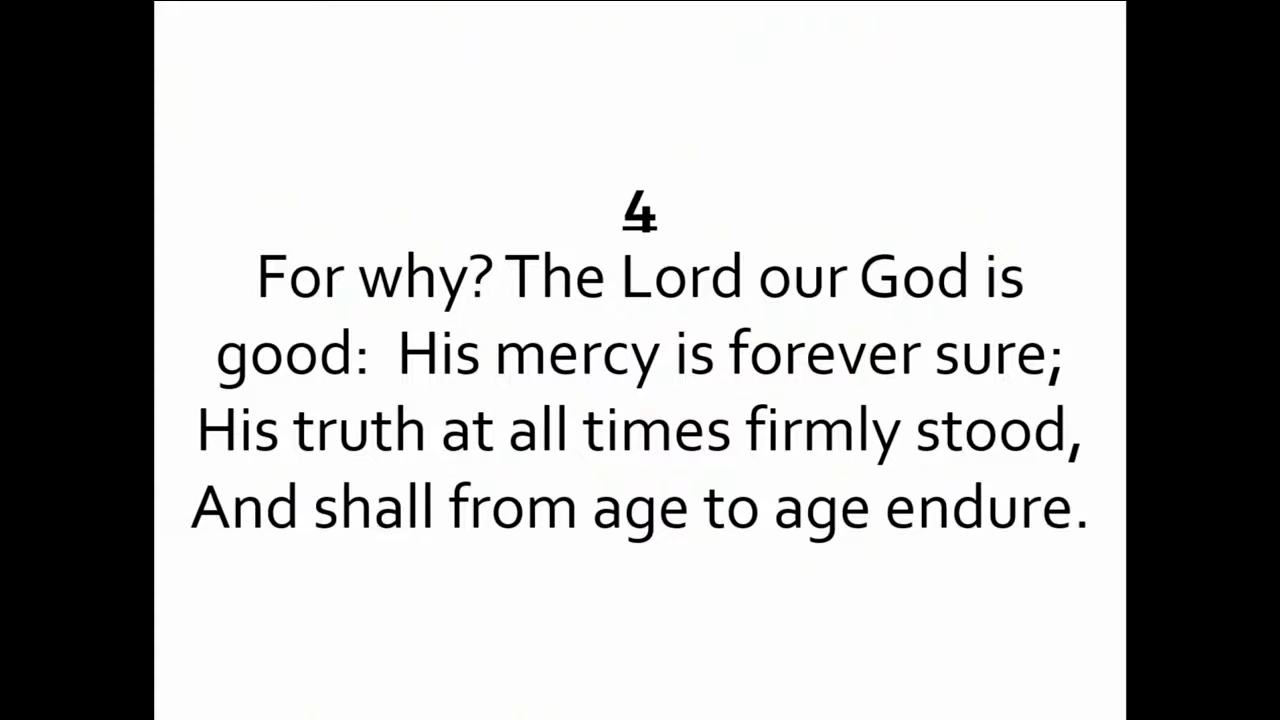 4
For why? The Lord our God is
good:  His mercy is forever sure;
His truth at all times firmly stood,
And shall from age to age endure.